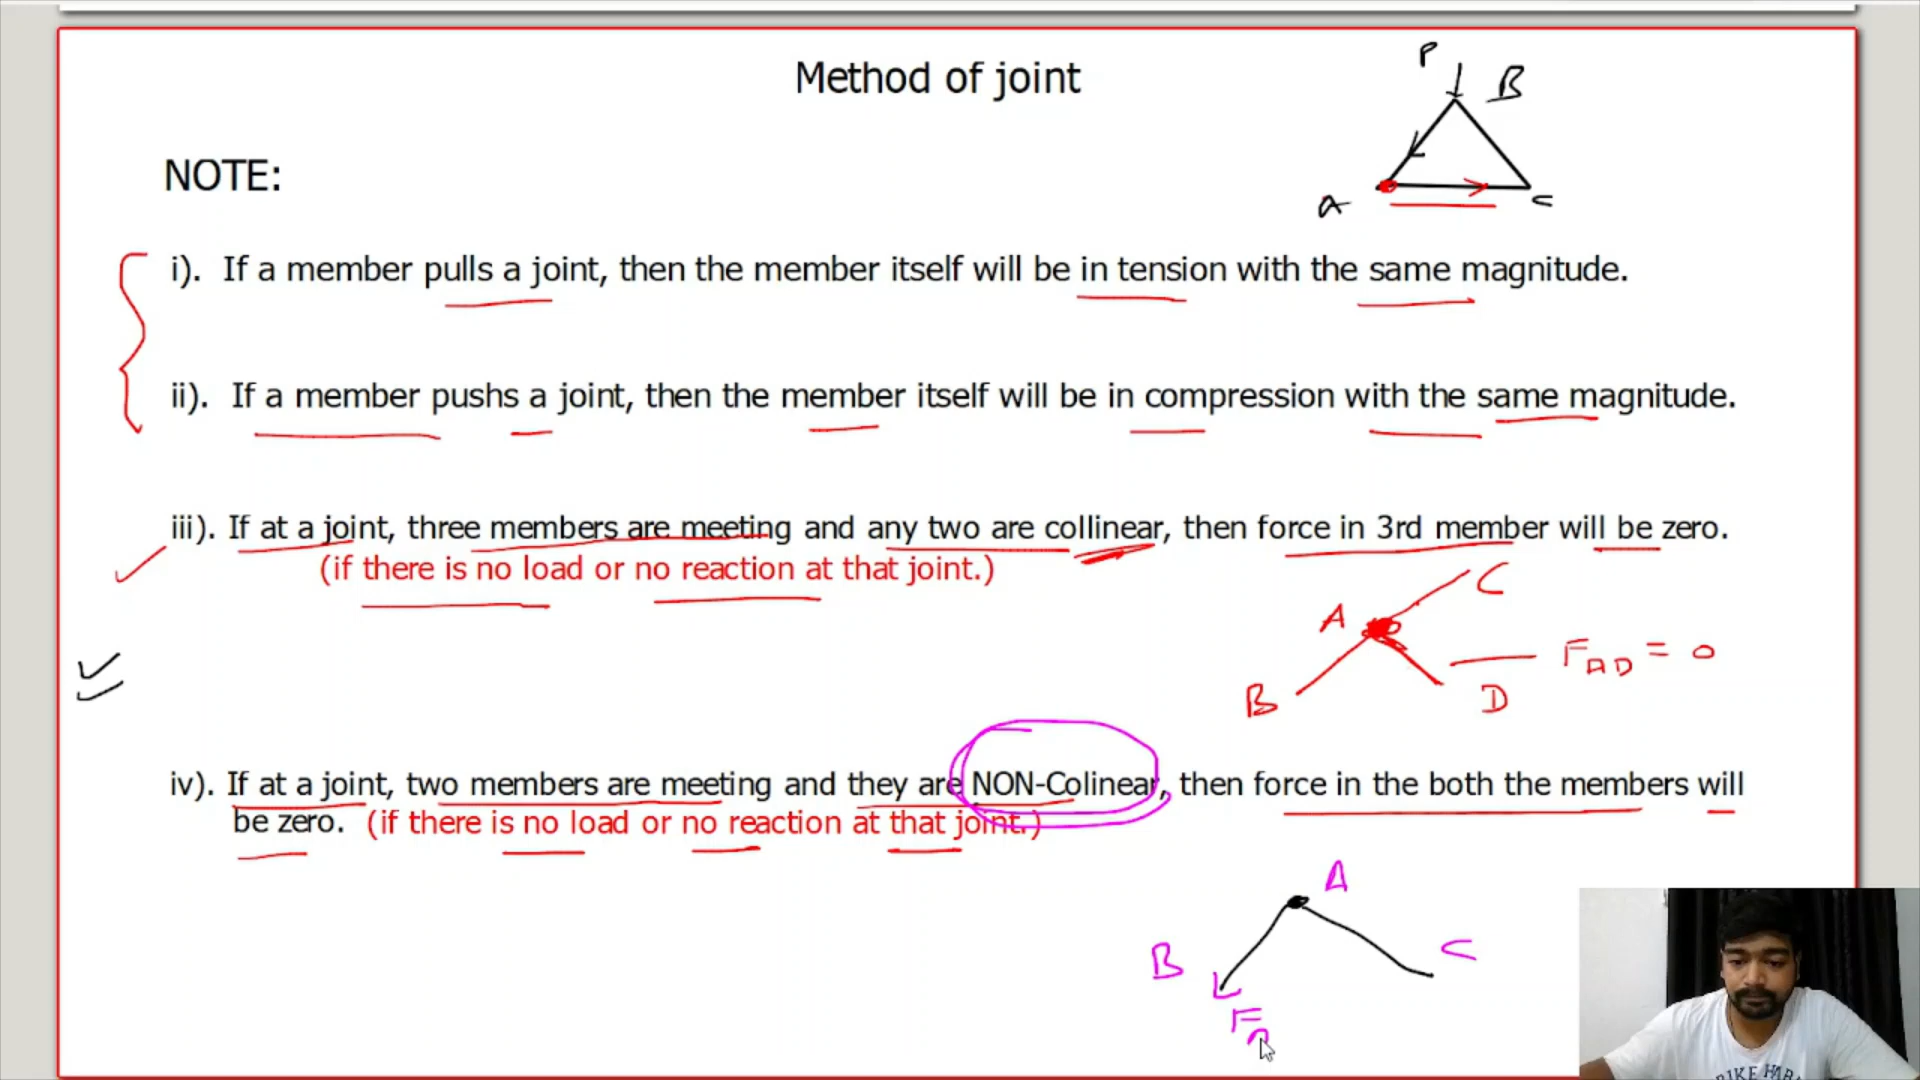 Method of joint
P
B
NOTE:
A
C
i). If a member pulls a joint, then the member itself will be in tension with the same magnitude.
ii). If a member pushs a joint, then the member itself will be in compression with the same magnitude.
iii). If at a joint, three members are meeting and any two are collinear, then force in 3rd member will be zero.
(if there is no load or no reaction at that joint.)
C
A
F_AD = 0
B
D
iv). If at a joint, two members are meeting and they are NON-Colinear, then force in the both the members will
be zero. (if there is no load or no reaction at that joint.)
A
B
C
F